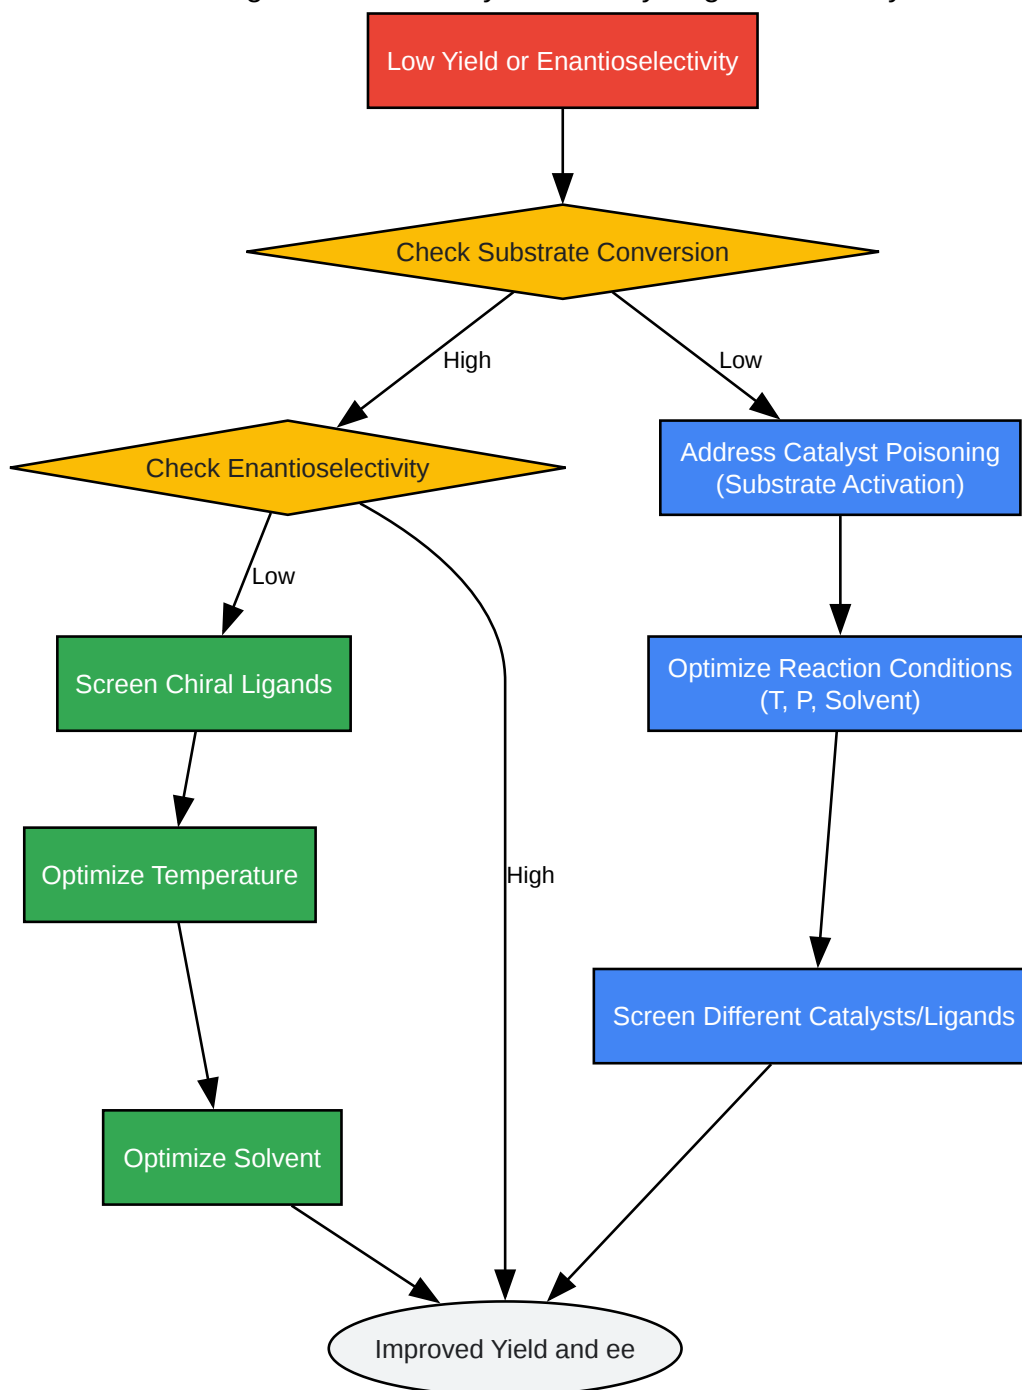 Low Yield or Enantioselectivity
Check Substrate Conversion
High
Low
Check Enantioselectivity
Address Catalyst Poisoning
(Substrate Activation)
Low
Screen Chiral Ligands
Optimize Reaction Conditions
(T, P, Solvent)
Optimize Temperature
High
Screen Different Catalysts/Ligands
Optimize Solvent
Improved Yield and ee